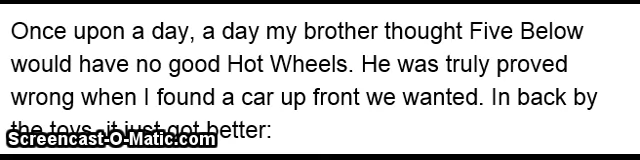 Once upon a day, a day my brother thought Five Below
would have no good Hot Wheels. He was truly proved
wrong when I found a car up front we wanted. In back by
the toys, it just got better:
Screencast-O-Matic.com